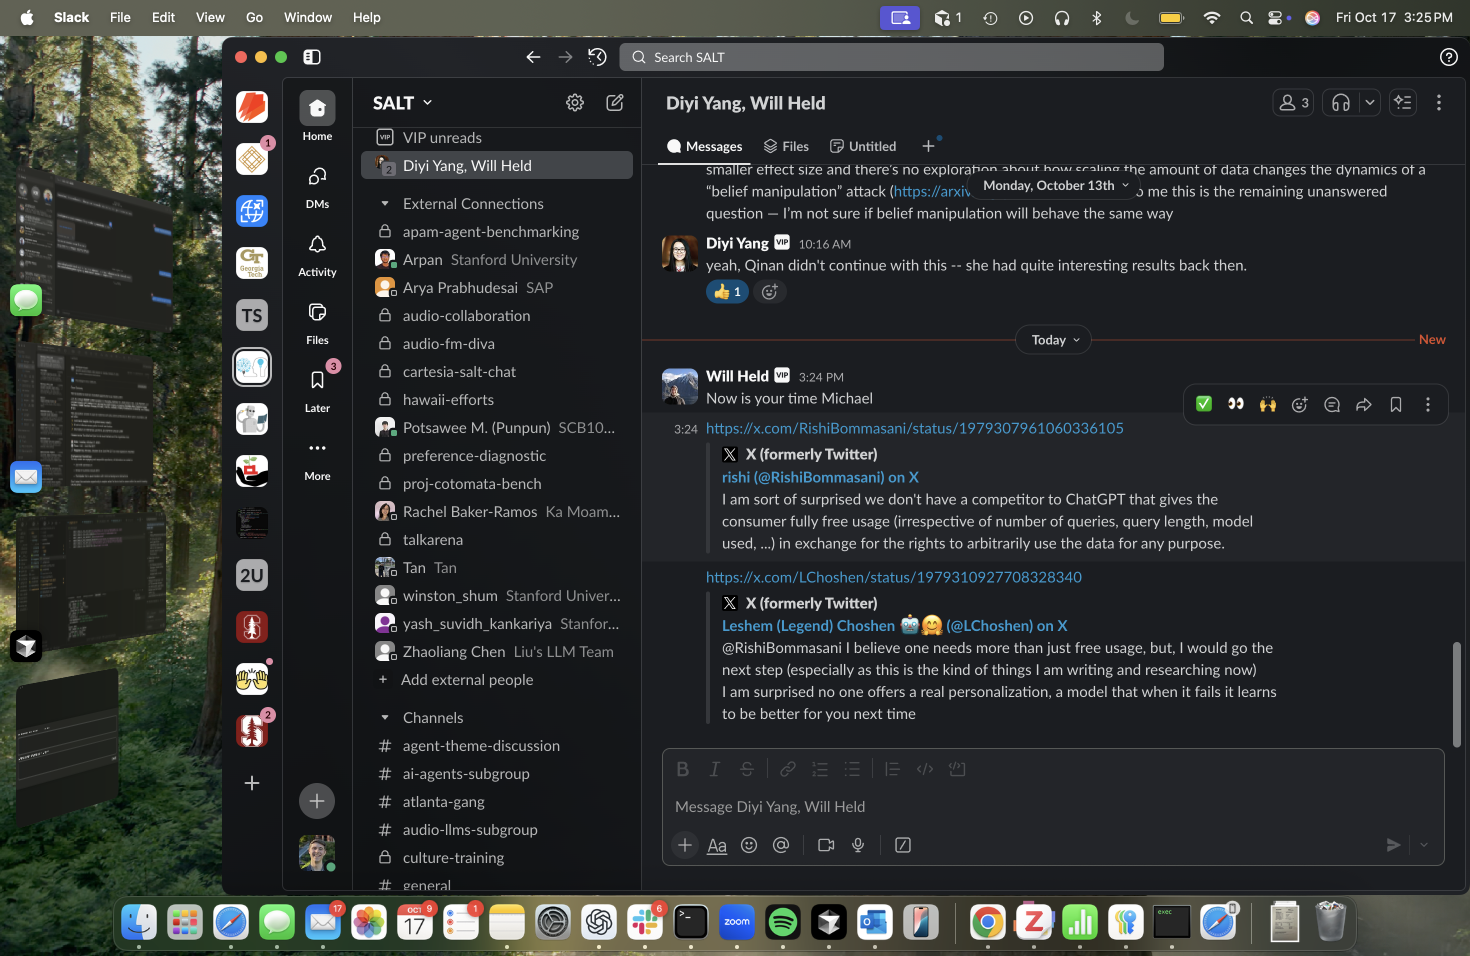 Slack File Edit View Go Window Help
1
Fri Oct 17 3:25 PM
Search SALT
SALT
Diyi Yang, Will Held
3
Messages Files Untitled
1
Georgia Tech
TS
2U
2
Home
DMs
Activity
Files
3
Later
More
VIP VIP unreads
2 Diyi Yang, Will Held
External Connections
apam-agent-benchmarking
Arpan Stanford University
Arya Prabhudesai SAP
audio-collaboration
audio-fm-diva
cartesia-salt-chat
hawaii-efforts
Potsawee M. (Punpun) SCB10...
preference-diagnostic
proj-cotomata-bench
Rachel Baker-Ramos Ka Moam...
talkarena
Tan Tan
winston_shum Stanford Univer...
yash_suvidh_kankariya Stanfor...
Zhaoliang Chen Liu's LLM Team
+ Add external people
Channels
# agent-theme-discussion
# ai-agents-subgroup
# atlanta-gang
# audio-llms-subgroup
culture-training
# general
smaller effect size and there's no exploration about how scaling the amount of data changes the dynamics of a
“belief manipulation” attack (https://arxiv
Monday, October 13th
o me this is the remaining unanswered
question — I'm not sure if belief manipulation will behave the same way
Diyi Yang VIP 10:16 AM
yeah, Qinan didn't continue with this -- she had quite interesting results back then.
👍 1
Today
New
Will Held VIP 3:24 PM
Now is your time Michael
3:24 https://x.com/RishiBommasani/status/1979307961060336105
X (formerly Twitter)
rishi (@RishiBommasani) on X
I am sort of surprised we don't have a competitor to ChatGPT that gives the
consumer fully free usage (irrespective of number of queries, query length, model
used, ...) in exchange for the rights to arbitrarily use the data for any purpose.
https://x.com/LChoshen/status/1979310927708328340
X (formerly Twitter)
Leshem (Legend) Choshen 🤖🤗 (@LChoshen) on X
@RishiBommasani I believe one needs more than just free usage, but, I would go the
next step (especially as this is the kind of things I am writing and researching now)
I am surprised no one offers a real personalization, a model that when it fails it learns
to be better for you next time
B I S
Message Diyi Yang, Will Held
Aa
17
OCT 9
17
1
6
zoom
exec